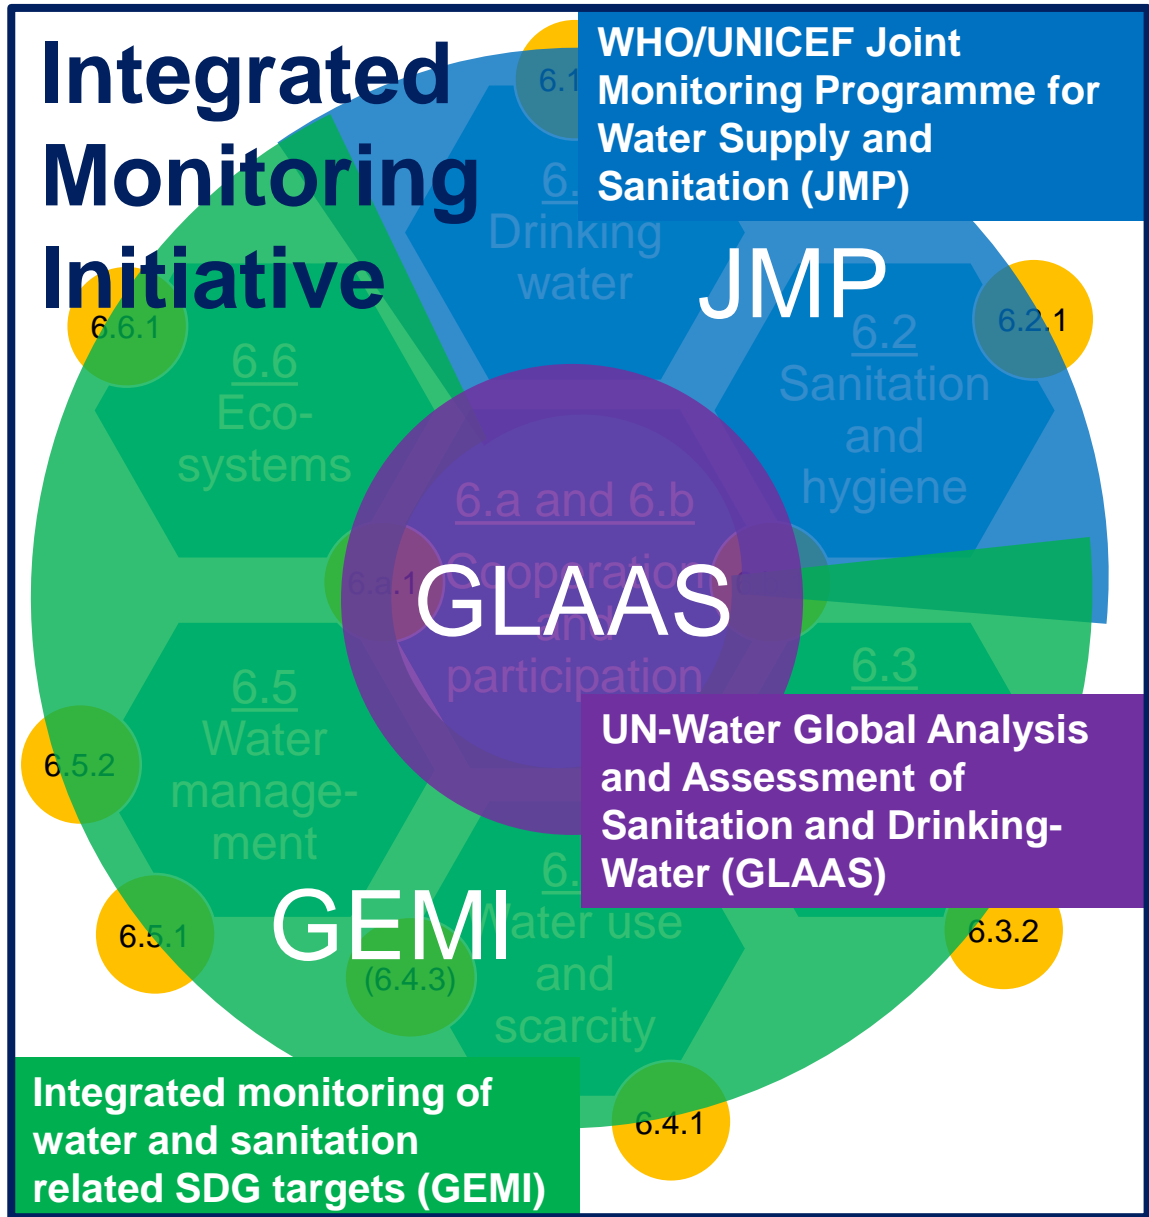 Integrated
Monitoring
Initiative
WHO/UNICEF Joint
Monitoring Programme for
Water Supply and
Sanitation (JMP)
6.1
6.
Drinking
water
JMP
6.6.1
6.2.1
6.6
Eco-
systems
6.2
Sanitation
and
hygiene
6.a and 6.b
Cooperation
and
participation
6.a.1
GLAAS
6.5
Water
manage-
ment
6.3
6.5.2
UN-Water Global Analysis
and Assessment of
Sanitation and Drinking-
Water (GLAAS)
6.5.1
GEMI
(6.4.3)
6.
Water use
and
scarcity
6.3.2
6.4.1
Integrated monitoring of
water and sanitation
related SDG targets (GEMI)